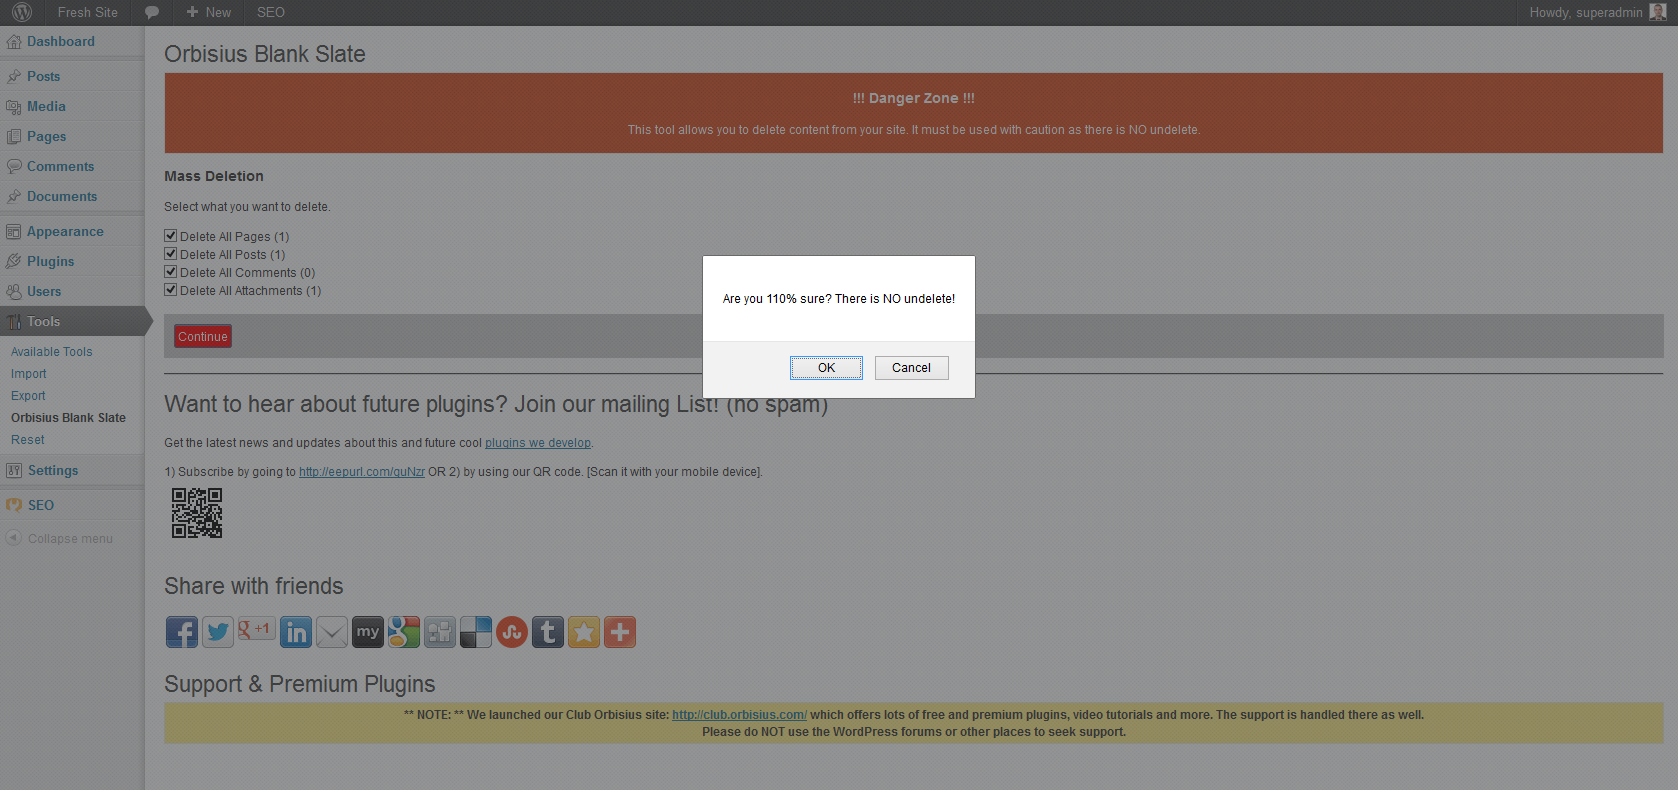 Fresh Site
New
SEO
Howdy, superadmin
Dashboard
Posts
Media
Pages
Comments
Documents
Appearance
Plugins
Users
Tools
Available Tools
Import
Export
Orbisius Blank Slate
Reset
Settings
SEO
Collapse menu
Orbisius Blank Slate
!!! Danger Zone !!!
This tool allows you to delete content from your site. It must be used with caution as there is NO undelete.
Mass Deletion
Select what you want to delete.
Delete All Pages (1)
Delete All Posts (1)
Delete All Comments (0)
Delete All Attachments (1)
Continue
Are you 110% sure? There is NO undelete!
OK
Cancel
Want to hear about future plugins? Join our mailing List! (no spam)
Get the latest news and updates about this and future cool plugins we develop.
1) Subscribe by going to http://eepurl.com/guNzr OR 2) by using our QR code. [Scan it with your mobile device].
Share with friends
f
g +1
in
my
g
t
Support & Premium Plugins
** NOTE: ** We launched our Club Orbisius site: http://club.orbisius.com/ which offers lots of free and premium plugins, video tutorials and more. The support is handled there as well.
Please do NOT use the WordPress forums or other places to seek support.